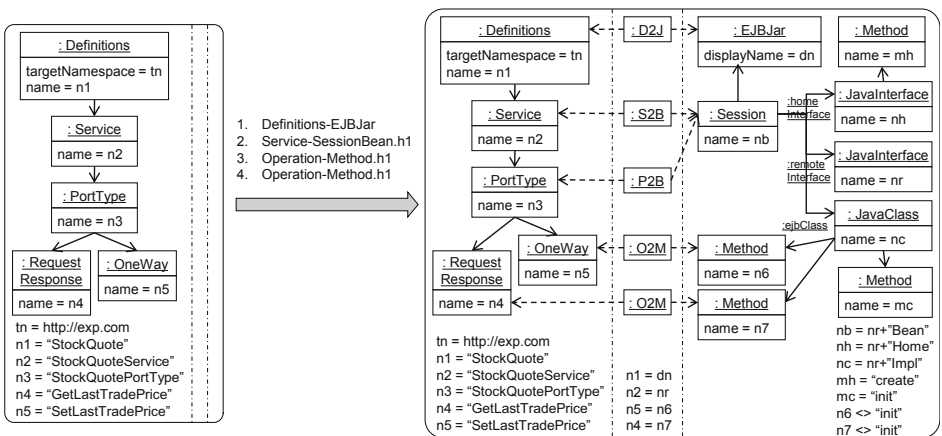 : Definitions
targetNamespace = tn
name = n1
: Service
name = n2
: PortType
name = n3
: Request
Response
name = n4
: OneWay
name = n5
tn = http://exp.com
n1 = “StockQuote”
n2 = “StockQuoteService”
n3 = “StockQuotePortType”
n4 = “GetLastTradePrice”
n5 = “SetLastTradePrice”
1. Definitions-EJBJar
2. Service-SessionBean.h1
3. Operation-Method.h1
4. Operation-Method.h1
: Definitions
targetNamespace = tn
name = n1
: Service
name = n2
: PortType
name = n3
: Request
Response
name = n4
: OneWay
name = n5
tn = http://exp.com
n1 = “StockQuote”
n2 = “StockQuoteService”
n3 = “StockQuotePortType”
n4 = “GetLastTradePrice”
n5 = “SetLastTradePrice”
: D2J
: S2B
: P2B
: O2M
: O2M
n1 = dn
n2 = nr
n5 = n6
n4 = n7
: EJBJar
displayName = dn
: Session
name = nb
: Method
name = n6
: Method
name = n7
:home
Interface
:remote
Interface
:ejbClass
: Method
name = mh
: JavaInterface
name = nh
: JavaInterface
name = nr
: JavaClass
name = nc
: Method
name = mc
nb = nr+”Bean”
nh = nr+”Home”
nc = nr+”Impl”
mh = “create”
mc = “init”
n6 <> “init”
n7 <> “init”